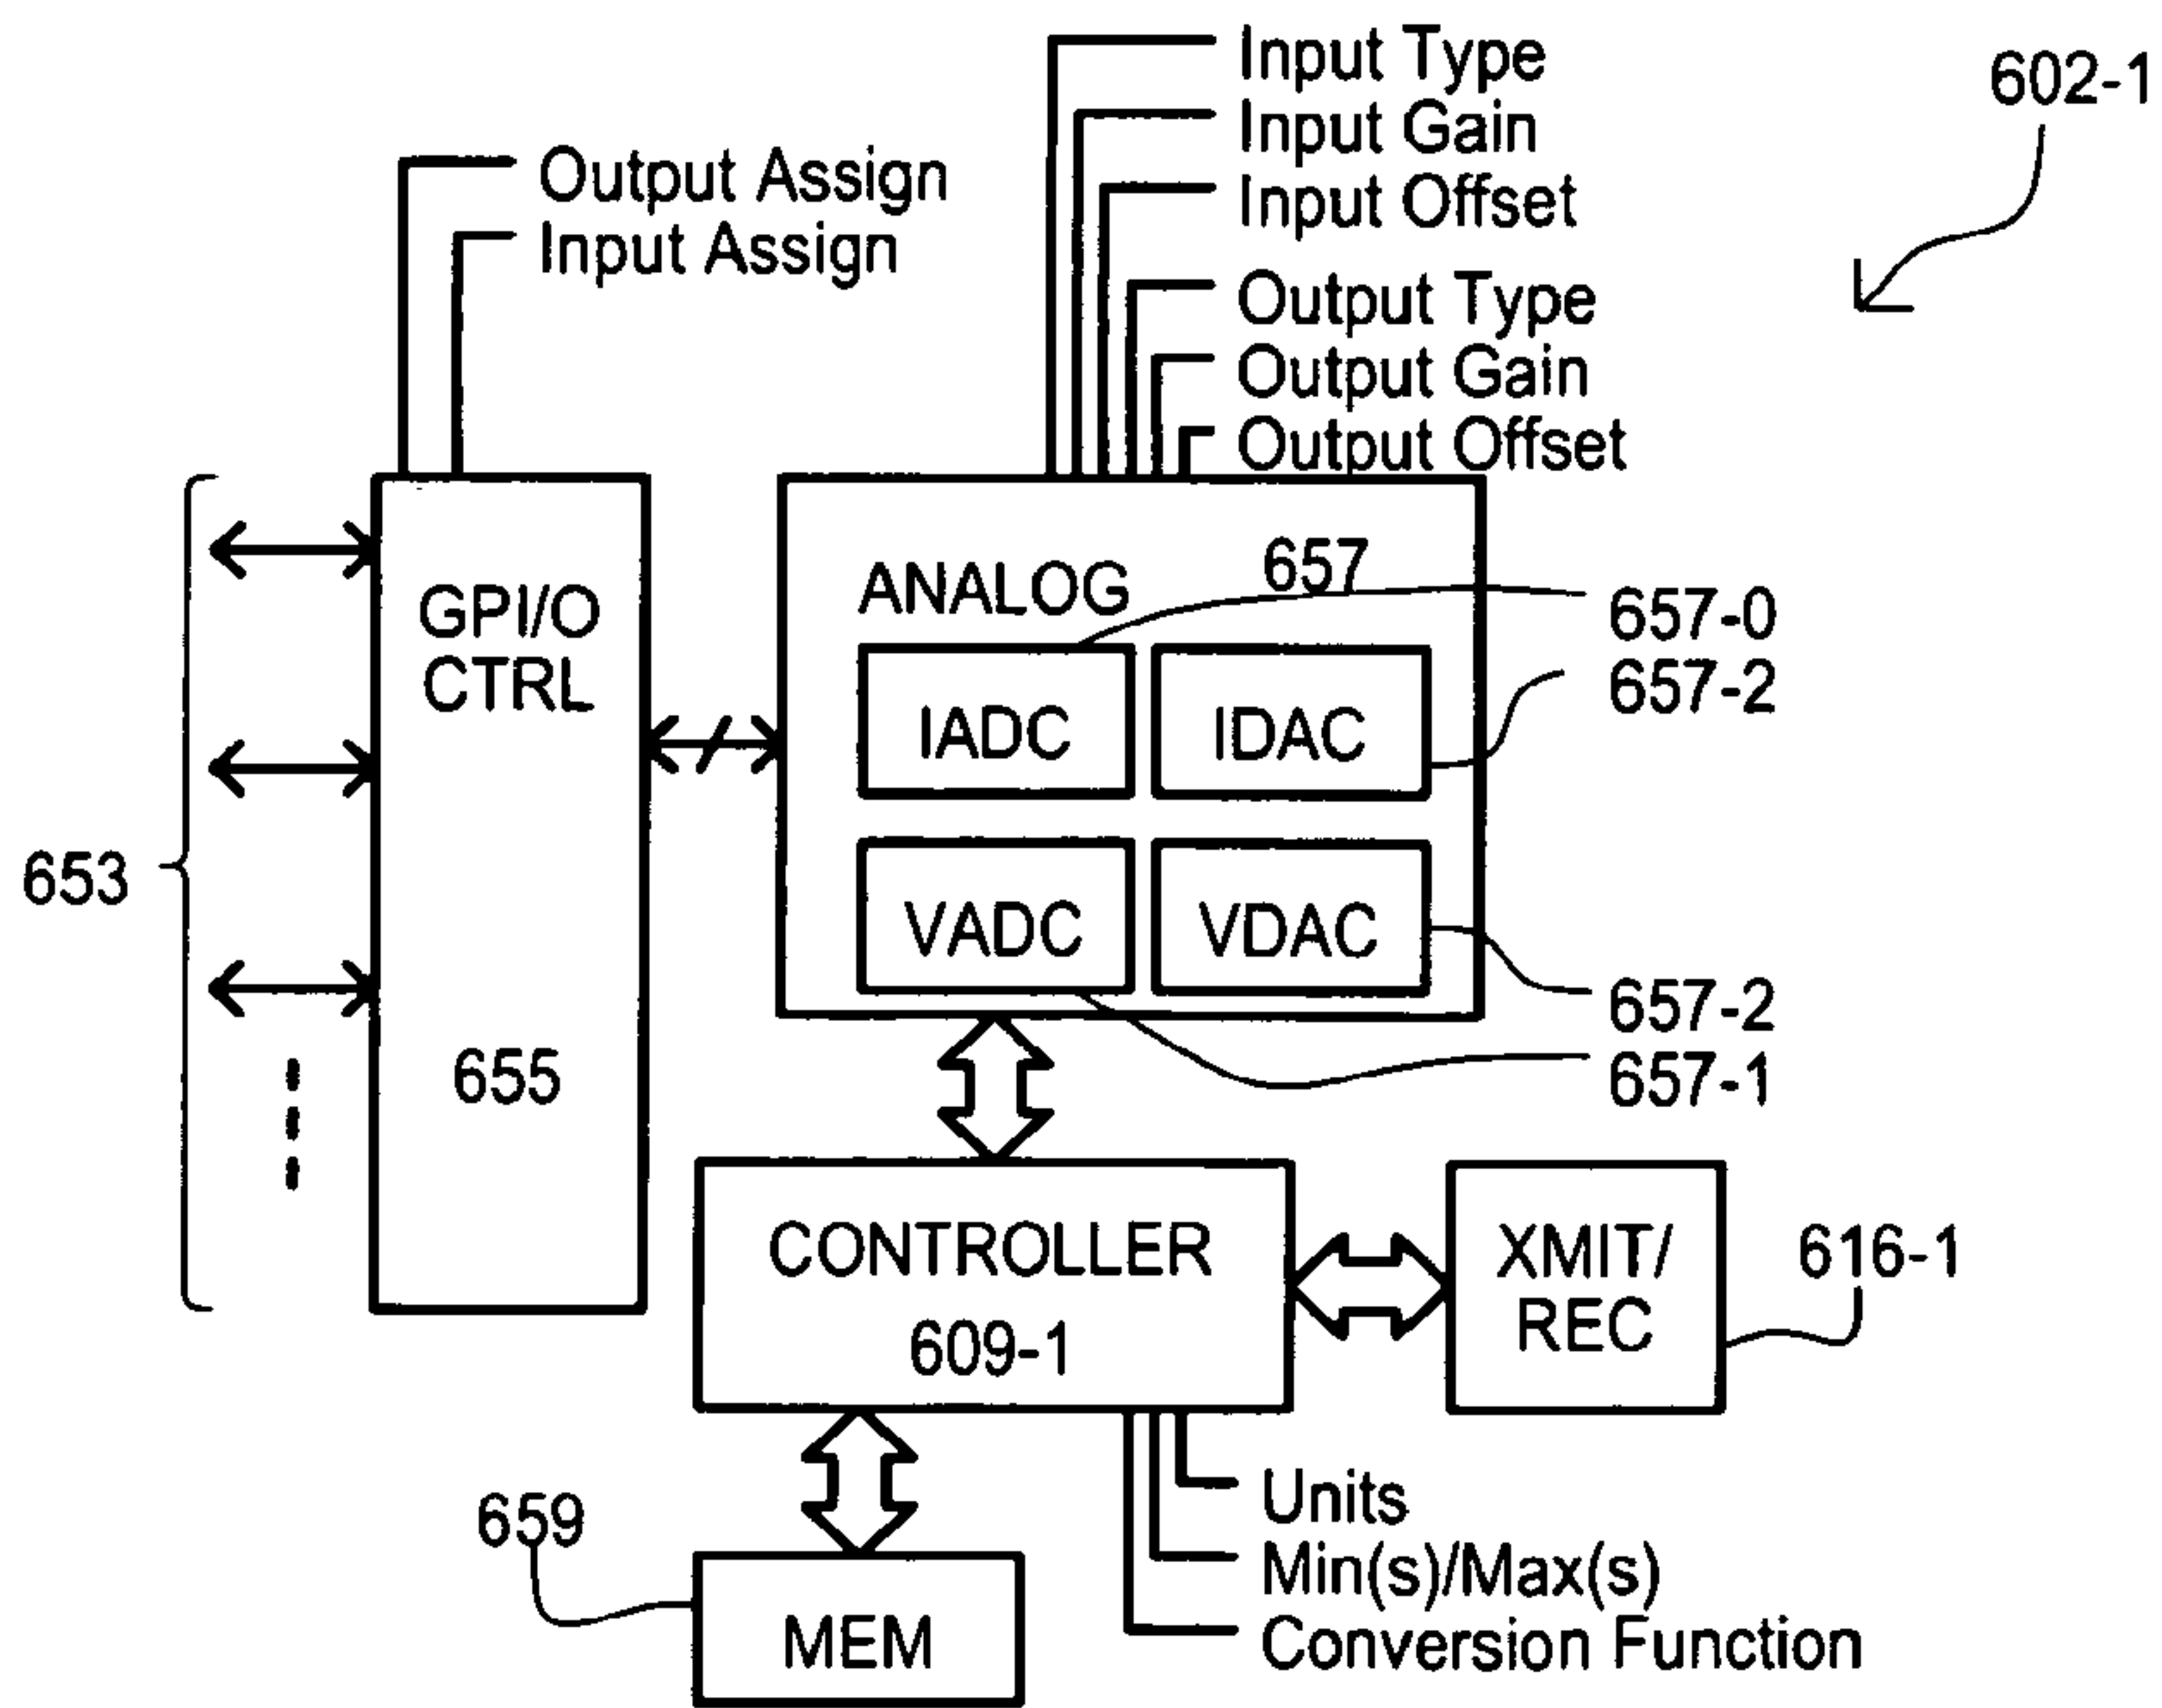 Input Type
602-1
Input Gain
Output Assign
Input Offset
Input Assign
Output Type
Output Gain
Output Offset
657
ANALOG
GPI/O
CTRL
657-0
657-2
IADC
IDAC
653
VADC
VDAC
657-2
655
657-1
CONTROLLER
609-1
XMIT/
REC
616-1
659
Units
Min(s)/Max(s)
MEM
Conversion Function